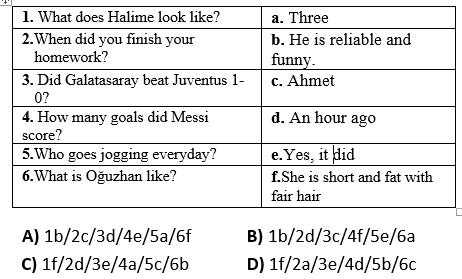 1. What does Halime look like?
a. Three
2.When did you finish your
homework?
b. He is reliable and
funny.
3. Did Galatasaray beat Juventus 1-
0?
c. Ahmet
4. How many goals did Messi
score?
d. An hour ago
5.Who goes jogging everyday?
e.Yes, it did
6.What is Oğuzhan like?
f.She is short and fat with
fair hair
A) 1b/2c/3d/4e/5a/6f
B) 1b/2d/3c/4f/5e/6a
C) 1f/2d/3e/4a/5c/6b
D) 1f/2a/3e/4d/5b/6c